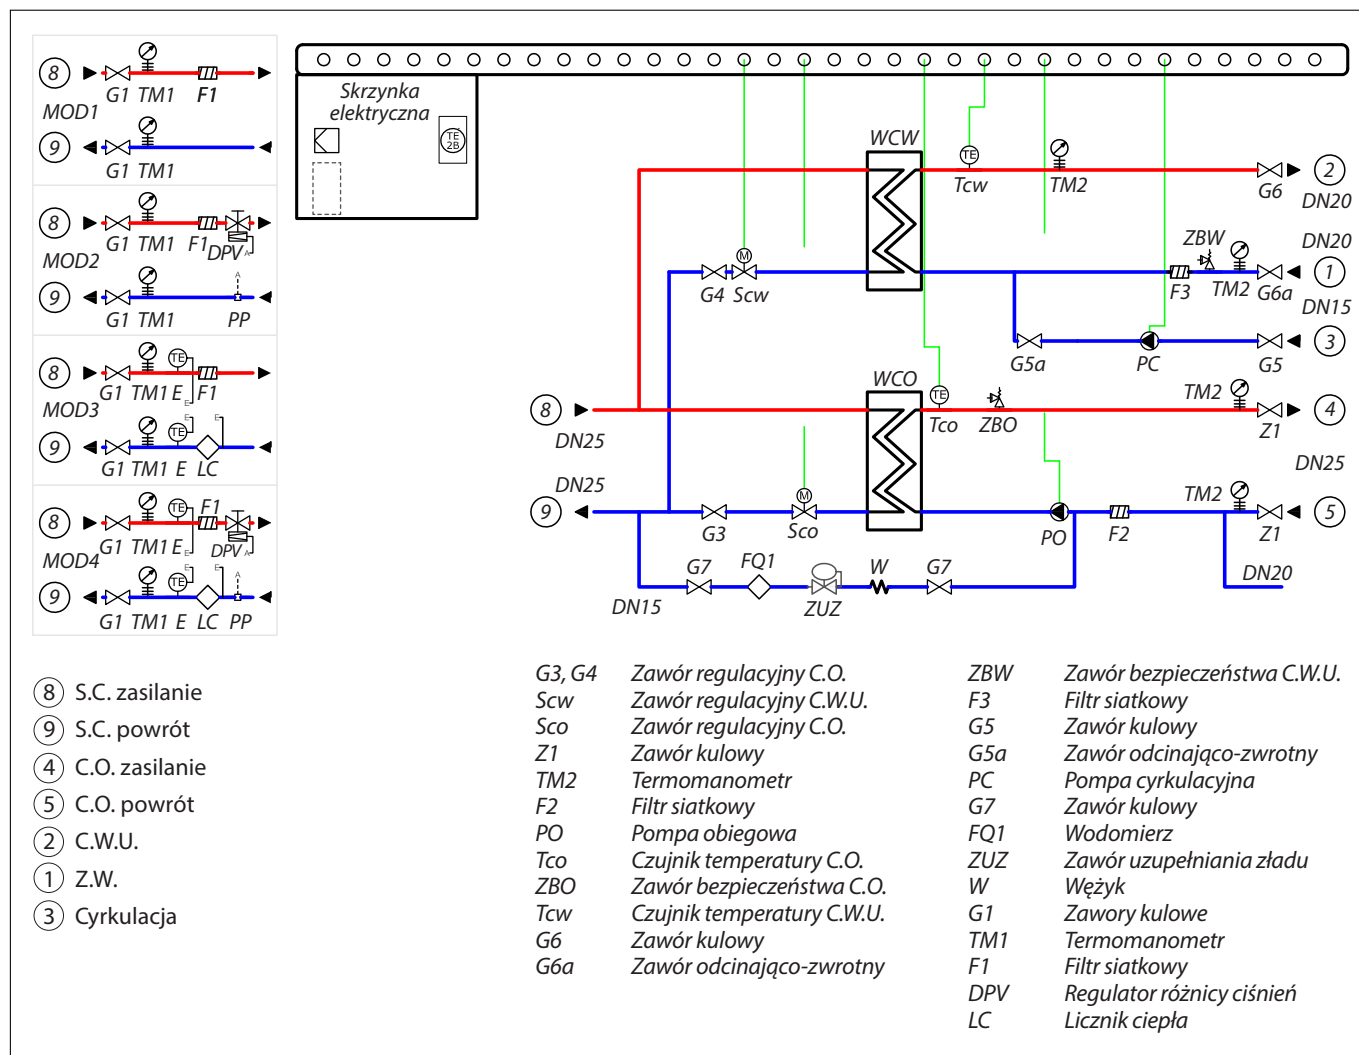 8
G1 TM1 F1
MOD1
9
G1 TM1
8
G1 TM1 F1 DPV A
MOD2
A
9
G1 TM1 PP
TE
8
G1 TM1 E E F1
MOD3
E
TE
E
9
G1 TM1 E LC
E
TE
F1
8
G1 TM1 E E DPV A
MOD4
E
TE
E
A
9
G1 TM1 E LC PP
Skrzynka
elektryczna
TE
2B
WCW
TE
Tcw
TM2
G6
2
DN20
DN20
ZBW
M
G4 Scw
F3 TM2 G6a
1
DN15
G5a
PC
G5
3
WCO
TE
Tco
ZBO
TM2
Z1
4
8
DN25
DN25
DN25
9
M
G3
Sco
PO
F2
TM2
Z1
5
G7
FQ1
W
G7
ZUZ
DN15
DN20
8 S.C. zasilanie
9 S.C. powrót
4 C.O. zasilanie
5 C.O. powrót
2 C.W.U.
1 Z.W.
3 Cyrkulacja
G3, G4 Zawór regulacyjny C.O.
Scw Zawór regulacyjny C.W.U.
Sco Zawór regulacyjny C.O.
Z1 Zawór kulowy
TM2 Termomanometr
F2 Filtr siatkowy
PO Pompa obiegowa
Tco Czujnik temperatury C.O.
ZBO Zawór bezpieczeństwa C.O.
Tcw Czujnik temperatury C.W.U.
G6 Zawór kulowy
G6a Zawór odcinająco-zwrotny
ZBW Zawór bezpieczeństwa C.W.U.
F3 Filtr siatkowy
G5 Zawór kulowy
G5a Zawór odcinająco-zwrotny
PC Pompa cyrkulacyjna
G7 Zawór kulowy
FQ1 Wodomierz
ZUZ Zawór uzupełniania zładu
W Wężyk
G1 Zawory kulowe
TM1 Termomanometr
F1 Filtr siatkowy
DPV Regulator różnicy ciśnień
LC Licznik ciepła